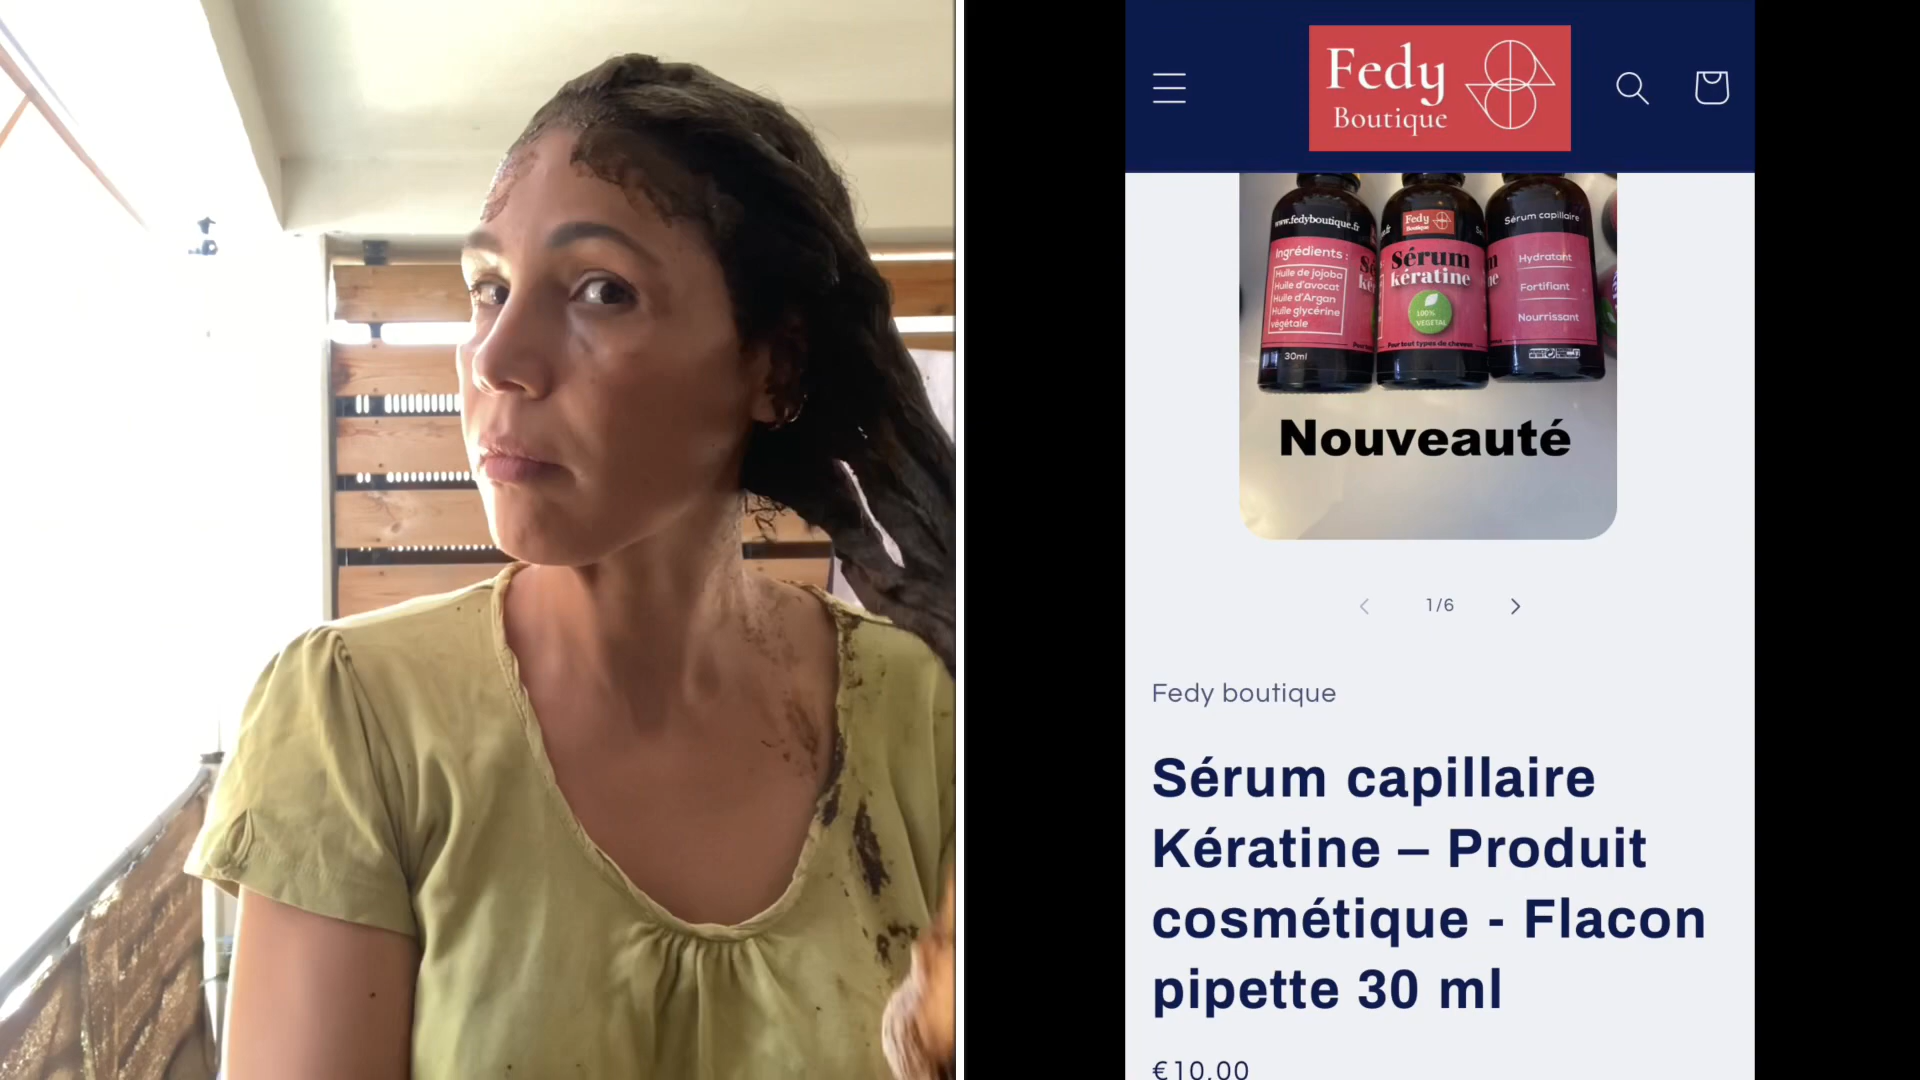 Fedy
Boutique
www.fedyboutique.fr
Ingrédients :
Huile de jojoba
Huile d'avocat
Huile d'Argan
Huile glycérine
végétale
30ml
Fedy
Boutique
Sérum
kératine
100%
VEGETAL
Pour tout types de cheveux
Sérum capillaire
Hydratant
Fortifiant
Nourrissant
Nouveauté
1/6
Fedy boutique
Sérum capillaire
Kératine – Produit
cosmétique - Flacon
pipette 30 ml
€10,00